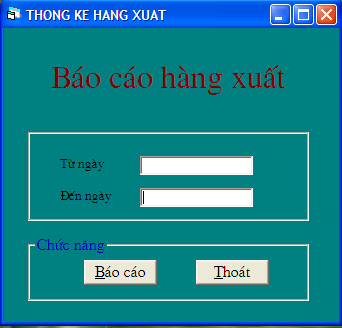 THONG KE HANG XUAT
Báo cáo hàng xuất
Từ ngày
Đến ngày
Chức năng
Báo cáo Thoát